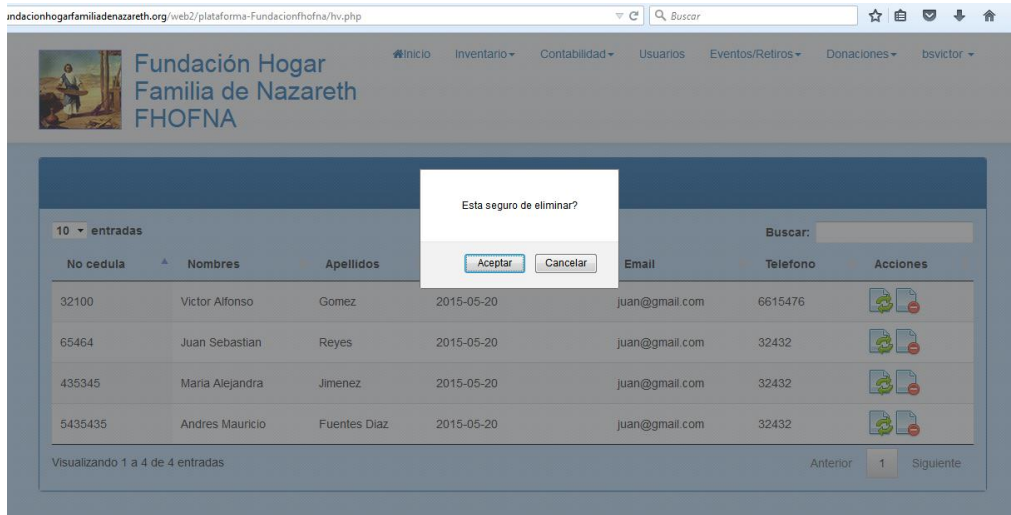 undacionhogarfamiliadenazareth.org/web2/plataforma-Fundacionfhofna/hv.php Buscar
Fundación Hogar
Familia de Nazareth
FHOFNA
Inicio Inventario Contabilidad Usuarios Eventos/Retiros Donaciones bsvictor
Esta seguro de eliminar?
Aceptar Cancelar
10 entradas Buscar:
No cedula Nombres Apellidos Email Telefono Acciones
32100 Victor Alfonso Gomez 2015-05-20 juan@gmail.com 6615476
65464 Juan Sebastian Reyes 2015-05-20 juan@gmail.com 32432
435345 Maria Alejandra Jimenez 2015-05-20 juan@gmail.com 32432
5435435 Andres Mauricio Fuentes Diaz 2015-05-20 juan@gmail.com 32432
Visualizando 1 a 4 de 4 entradas Anterior 1 Siguiente